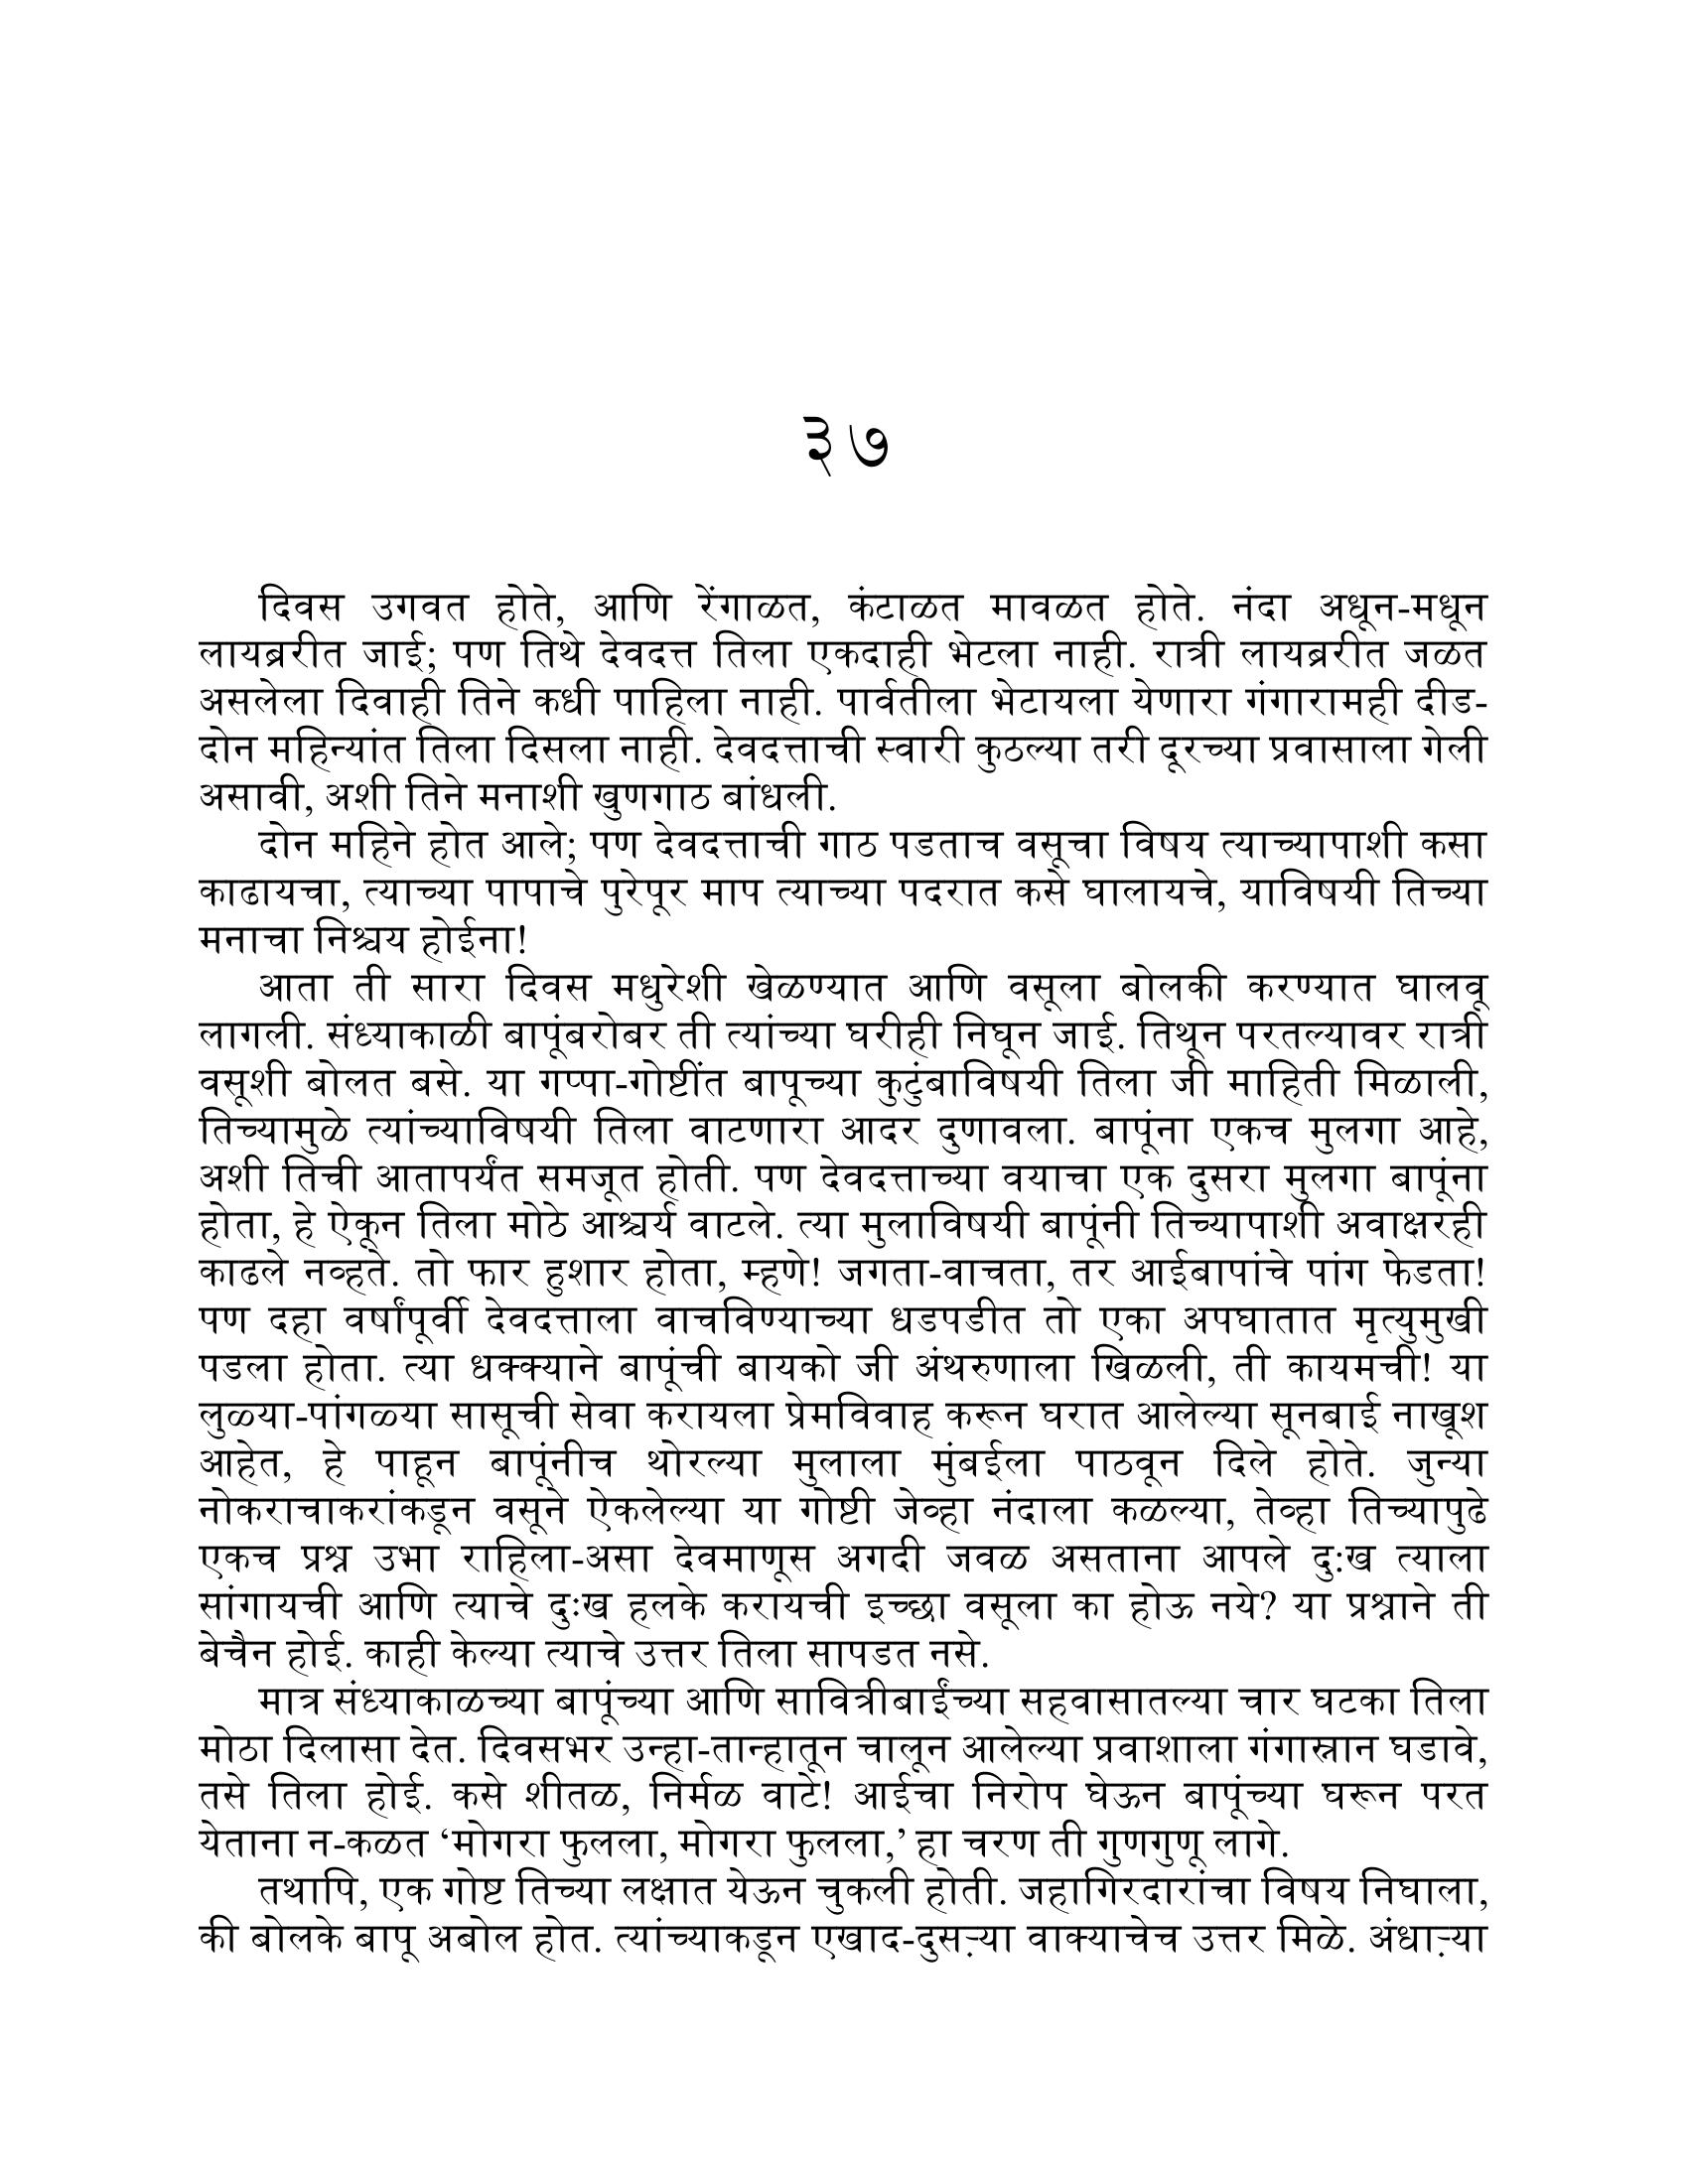 ३७
दिवस उगवत होते, आणि रेंगाळत, कंटाळत मावळत होते. नंदा अधून-मधून
लायब्ररीत जाई; पण तिथे देवदत्त तिला एकदाही भेटला नाही. रात्री लायब्ररीत जळत
असलेला दिवाही तिने कधी पाहिला नाही. पार्वतीला भेटायला येणारा गंगारामही दीड-
दोन महिन्यांत तिला दिसला नाही. देवदत्ताची स्वारी कुठल्या तरी दूरच्या प्रवासाला गेली
असावी, अशी तिने मनाशी खुणगाठ बांधली.
दोन महिने होत आले; पण देवदत्ताची गाठ पडताच वसूचा विषय त्याच्यापाशी कसा
काढायचा, त्याच्या पापाचे पुरेपूर माप त्याच्या पदरात कसे घालायचे, याविषयी तिच्या
मनाचा निश्चय होईना!
आता ती सारा दिवस मधुरेशी खेळण्यात आणि वसूला बोलकी करण्यात घालवू
लागली. संध्याकाळी बापूंबरोबर ती त्यांच्या घरीही निघून जाई. तिथून परतल्यावर रात्री
वसूशी बोलत बसे. या गप्पा-गोष्टींत बापूच्या कुटुंबाविषयी तिला जी माहिती मिळाली,
तिच्यामुळे त्यांच्याविषयी तिला वाटणारा आदर दुणावला. बापूंना एकच मुलगा आहे,
अशी तिची आतापर्यंत समजूत होती. पण देवदत्ताच्या वयाचा एक दुसरा मुलगा बापूंना
होता, हे ऐकून तिला मोठे आश्चर्य वाटले. त्या मुलाविषयी बापूंनी तिच्यापाशी अवाक्षरही
काढले नव्हते. तो फार हुशार होता, म्हणे! जगता-वाचता, तर आईबापांचे पांग फेडता!
पण दहा वर्षांपूर्वी देवदत्ताला वाचविण्याच्या धडपडीत तो एका अपघातात मृत्युमुखी
पडला होता. त्या धक्क्याने बापूंची बायको जी अंथरुणाला खिळली, ती कायमची! या
लुळ्या-पांगळ्या सासूची सेवा करायला प्रेमविवाह करून घरात आलेल्या सूनबाई नाखूश
आहेत, हे पाहून बापूंनीच थोरल्या मुलाला मुंबईला पाठवून दिले होते. जुन्या
नोकराचाकरांकडून वसूने ऐकलेल्या या गोष्टी जेव्हा नंदाला कळल्या, तेव्हा तिच्यापुढे
एकच प्रश्न उभा राहिला-असा देवमाणूस अगदी जवळ असताना आपले दु:ख त्याला
सांगायची आणि त्याचे दुःख हलके करायची इच्छा वसूला का होऊ नये? या प्रश्नाने ती
बेचैन होई. काही केल्या त्याचे उत्तर तिला सापडत नसे.
मात्र संध्याकाळच्या बापूंच्या आणि सावित्रीबाईंच्या सहवासातल्या चार घटका तिला
मोठा दिलासा देत. दिवसभर उन्हा-तान्हातून चालून आलेल्या प्रवाशाला गंगास्नान घडावे,
तसे तिला होई. कसे शीतळ, निर्मळ वाटे! आईचा निरोप घेऊन बापूंच्या घरून परत
येताना न-कळत ‘मोगरा फुलला, मोगरा फुलला,’ हा चरण ती गुणगुणू लागे.
तथापि, एक गोष्ट तिच्या लक्षात येऊन चुकली होती. जहागिरदारांचा विषय निघाला,
की बोलके बापू अबोल होत. त्यांच्याकडून एखाद-दुसऱ्या वाक्याचेच उत्तर मिळे. अंधाऱ्या